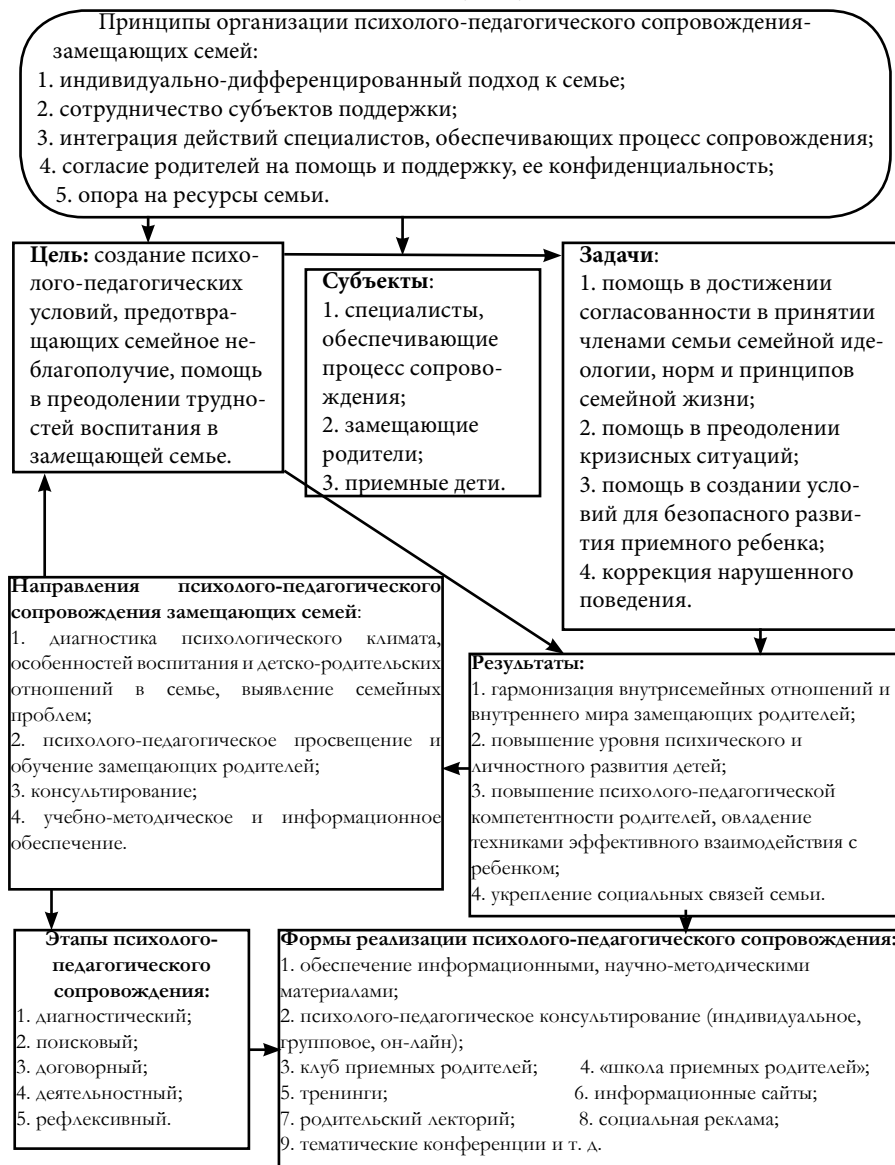 Принципы организации психолого-педагогического сопровождения-
замещающих семей:
1. индивидуально-дифференцированный подход к семье;
2. сотрудничество субъектов поддержки;
3. интеграция действий специалистов, обеспечивающих процесс сопровождения;
4. согласие родителей на помощь и поддержку, ее конфиденциальность;
5. опора на ресурсы семьи.
Цель: создание психо-
лого-педагогических
условий, предотвра-
щающих семейное не-
благополучие, помощь
в преодолении трудно-
стей воспитания в
замещающей семье.
Субъекты:
1. специалисты,
обеспечивающие
процесс сопрово-
ждения;
2. замещающие
родители;
3. приемные дети.
Задачи:
1. помощь в достижении
согласованности в принятии
членами семьи семейной иде-
ологии, норм и принципов
семейной жизни;
2. помощь в преодолении
кризисных ситуаций;
3. помощь в создании усло-
вий для безопасного разви-
тия приемного ребенка;
4. коррекция нарушенного
поведения.
Направления психолого-педагогического
сопровождения замещающих семей:
1. диагностика психологического климата,
особенностей воспитания и детско-родительских
отношений в семье, выявление семейных
проблем;
2. психолого-педагогическое просвещение и
обучение замещающих родителей;
3. консультирование;
4. учебно-методическое и информационное
обеспечение.
Результаты:
1. гармонизация внутрисемейных отношений и
внутреннего мира замещающих родителей;
2. повышение уровня психического и
личностного развития детей;
3. повышение психолого-педагогической
компетентности родителей, овладение
техниками эффективного взаимодействия с
ребенком;
4. укрепление социальных связей семьи.
Этапы психолого-
педагогического
сопровождения:
1. диагностический;
2. поисковый;
3. договорный;
4. деятельностный;
5. рефлексивный.
Формы реализации психолого-педагогического сопровождения:
1. обеспечение информационными, научно-методическими
материалами;
2. психолого-педагогическое консультирование (индивидуальное,
групповое, он-лайн);
3. клуб приемных родителей; 4. «школа приемных родителей»;
5. тренинги; 6. информационные сайты;
7. родительский лекторий; 8. социальная реклама;
9. тематические конференции и т. д.